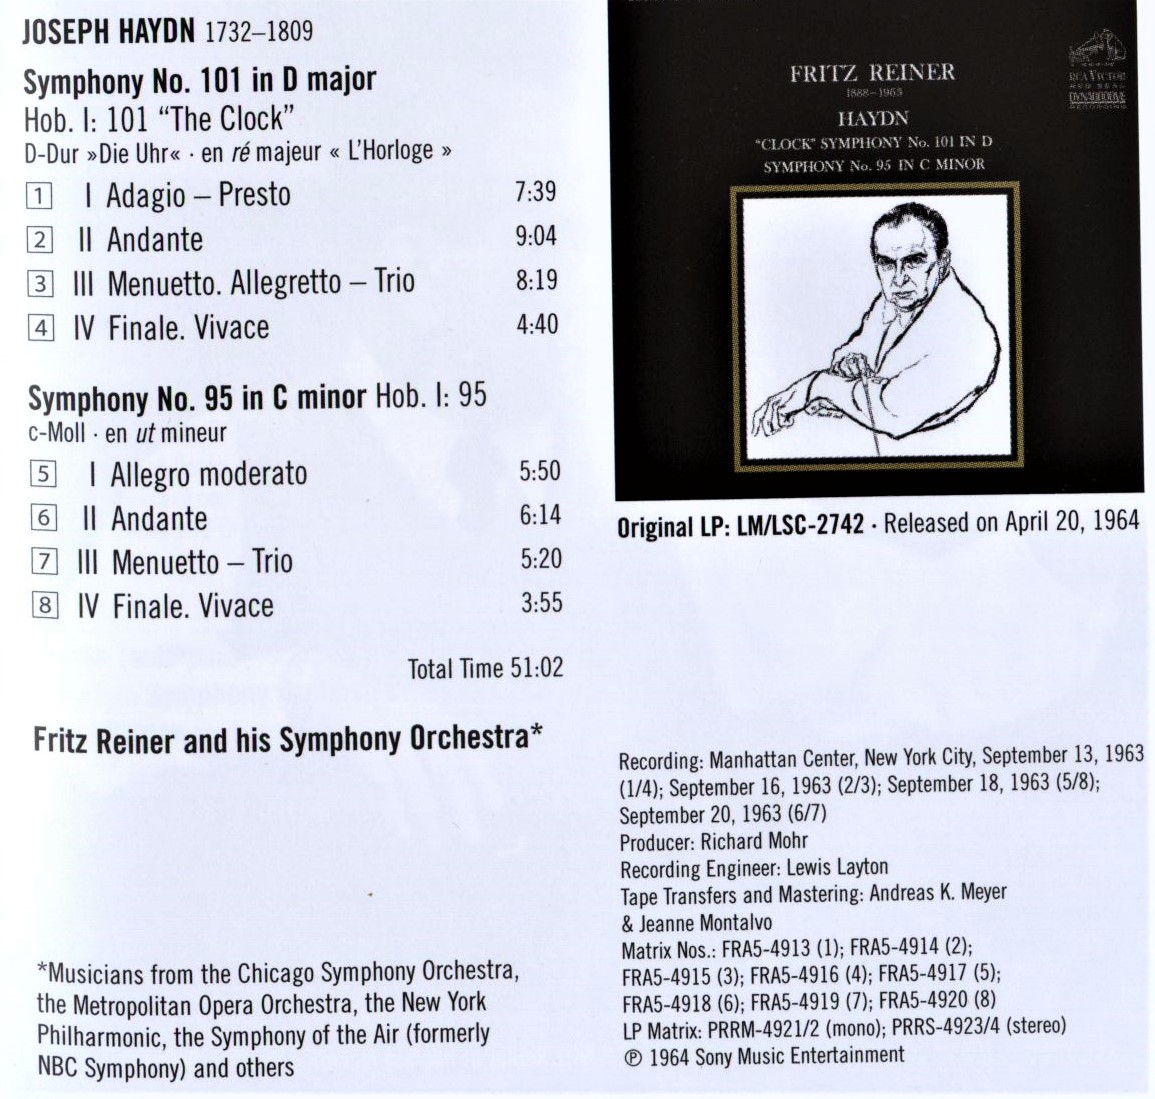 JOSEPH HAYDN 1732–1809
Symphony No. 101 in D major
Hob. I: 101 “The Clock”
D-Dur »Die Uhr« · en ré majeur « L’Horloge »
1 I Adagio – Presto 7:39
2 II Andante 9:04
3 III Menuetto. Allegretto – Trio 8:19
4 IV Finale. Vivace 4:40
Symphony No. 95 in C minor Hob. I: 95
c-Moll · en ut mineur
5 I Allegro moderato 5:50
6 II Andante 6:14
7 III Menuetto – Trio 5:20
8 IV Finale. Vivace 3:55
Total Time 51:02
Fritz Reiner and his Symphony Orchestra*
*Musicians from the Chicago Symphony Orchestra,
the Metropolitan Opera Orchestra, the New York
Philharmonic, the Symphony of the Air (formerly
NBC Symphony) and others
FRITZ REINER
1888–1963
HAYDN
“CLOCK” SYMPHONY No. 101 IN D
SYMPHONY No. 95 IN C MINOR
RCA VICTOR
RED SEAL
DYNAGROOVE
RECORDING
Original LP: LM/LSC-2742 · Released on April 20, 1964
Recording: Manhattan Center, New York City, September 13, 1963
(1/4); September 16, 1963 (2/3); September 18, 1963 (5/8);
September 20, 1963 (6/7)
Producer: Richard Mohr
Recording Engineer: Lewis Layton
Tape Transfers and Mastering: Andreas K. Meyer
& Jeanne Montalvo
Matrix Nos.: FRA5-4913 (1); FRA5-4914 (2);
FRA5-4915 (3); FRA5-4916 (4); FRA5-4917 (5);
FRA5-4918 (6); FRA5-4919 (7); FRA5-4920 (8)
LP Matrix: PRRM-4921/2 (mono); PRRS-4923/4 (stereo)
℗ 1964 Sony Music Entertainment